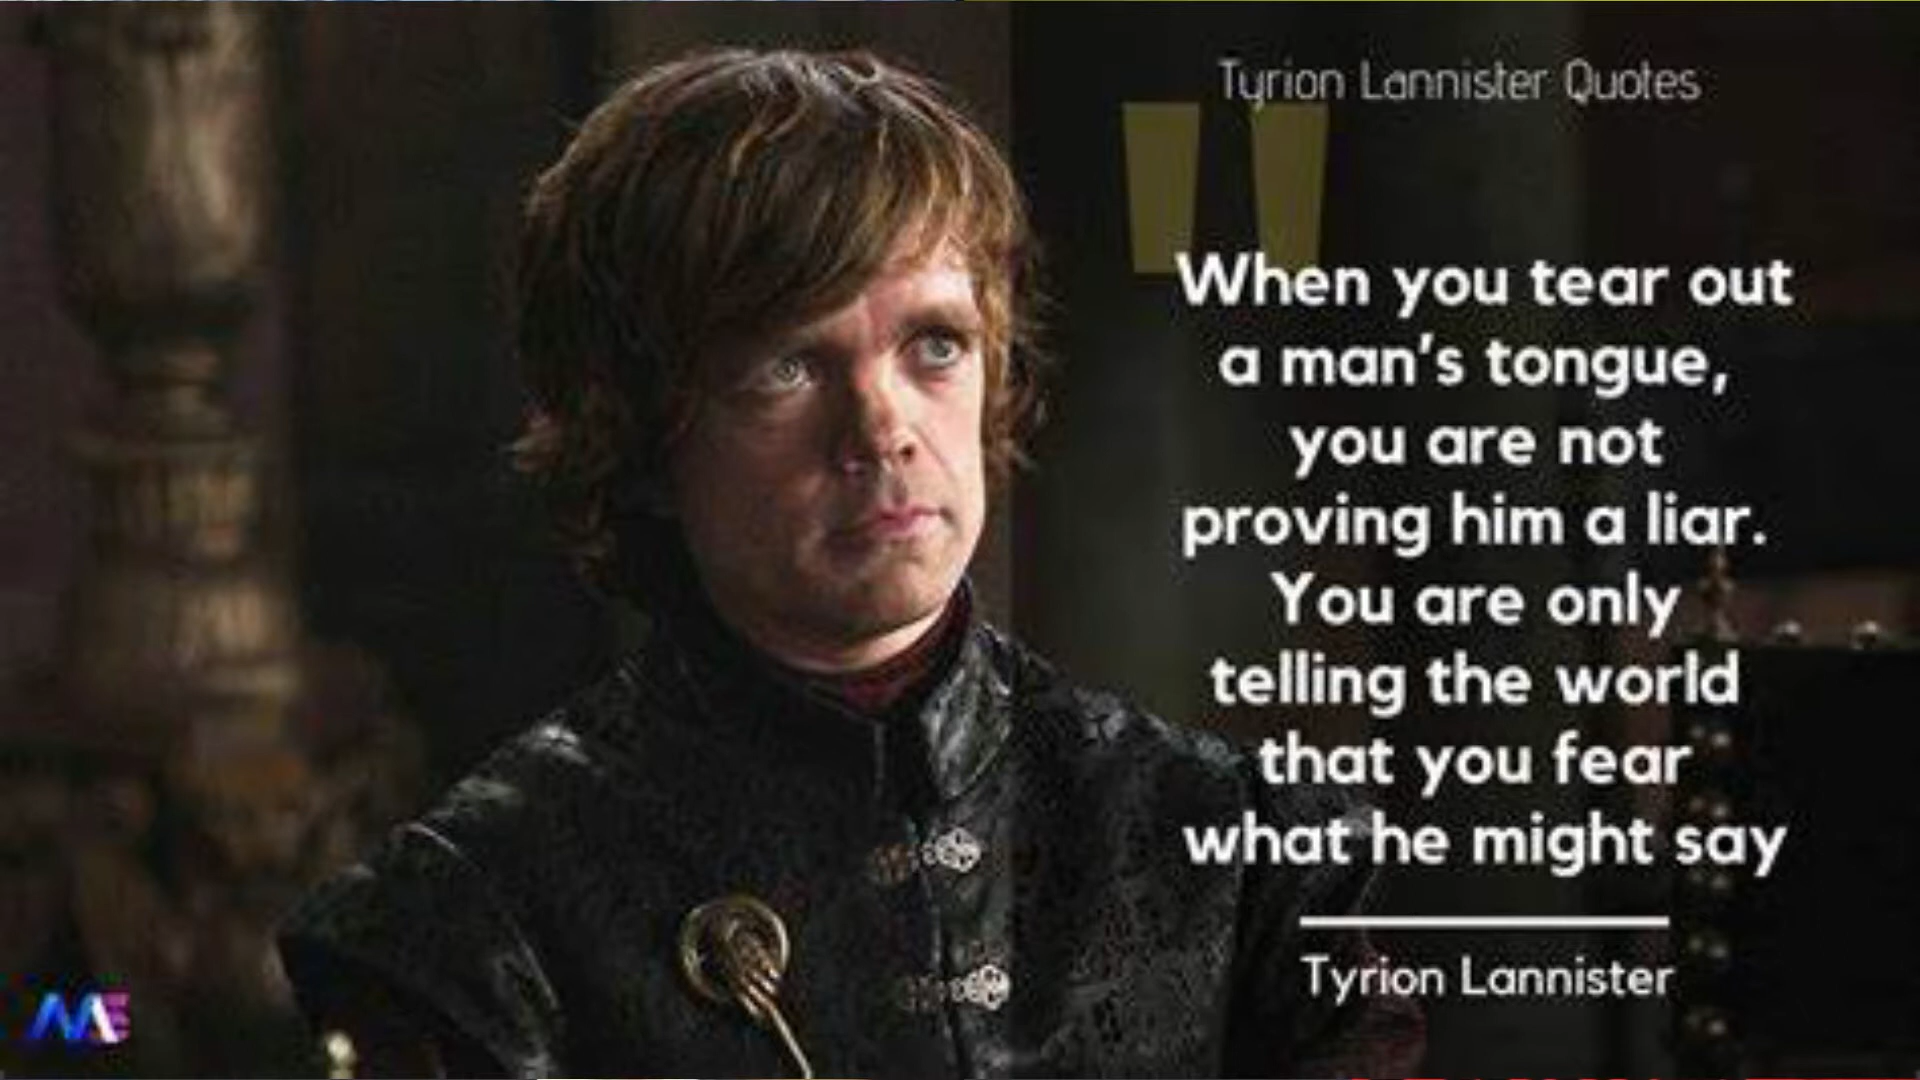 Tyrion Lannister Quotes
"
When you tear out
a man's tongue,
you are not
proving him a liar.
You are only
telling the world
that you fear
what he might say
Tyrion Lannister
ME